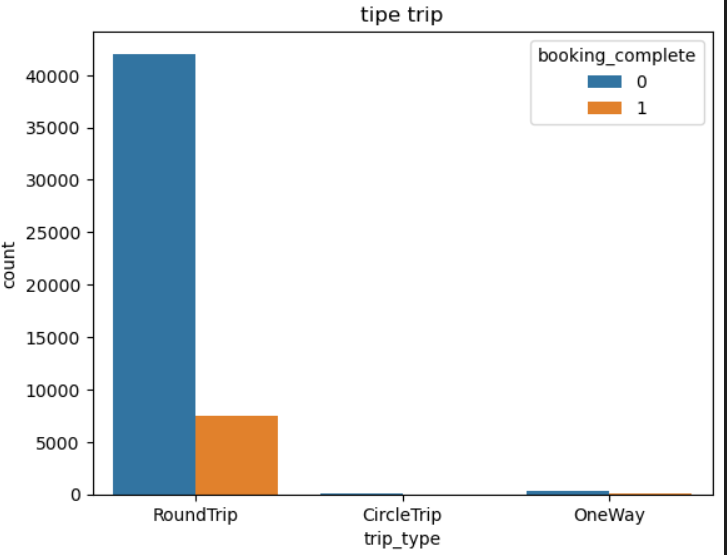 tipe trip
booking_complete
0
1
40000
35000
30000
25000
20000
15000
10000
5000
0
count
RoundTrip CircleTrip OneWay
trip_type